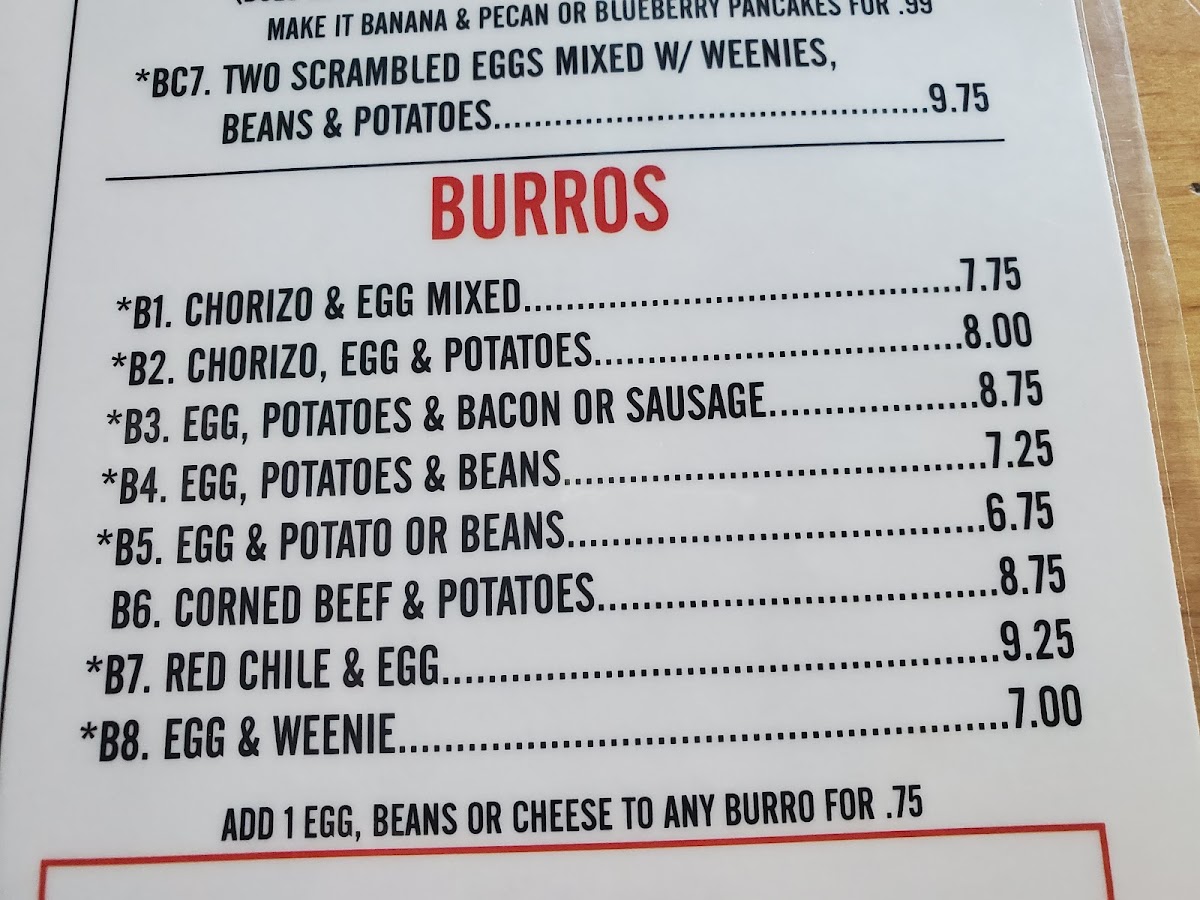 MAKE IT BANANA & PECAN OR BLUEBERRY PANCAKES FOR .99
*BC7. TWO SCRAMBLED EGGS MIXED W/ WEENIES,
BEANS & POTATOES..........................................9.75
BURROS
*B1. CHORIZO & EGG MIXED..........................................7.75
*B2. CHORIZO, EGG & POTATOES...................................8.00
*B3. EGG, POTATOES & BACON OR SAUSAGE....................8.75
*B4. EGG, POTATOES & BEANS........................................7.25
*B5. EGG & POTATO OR BEANS.......................................6.75
B6. CORNED BEEF & POTATOES.....................................8.75
*B7. RED CHILE & EGG...................................................9.25
*B8. EGG & WEENIE.......................................................7.00
ADD 1 EGG, BEANS OR CHEESE TO ANY BURRO FOR .75